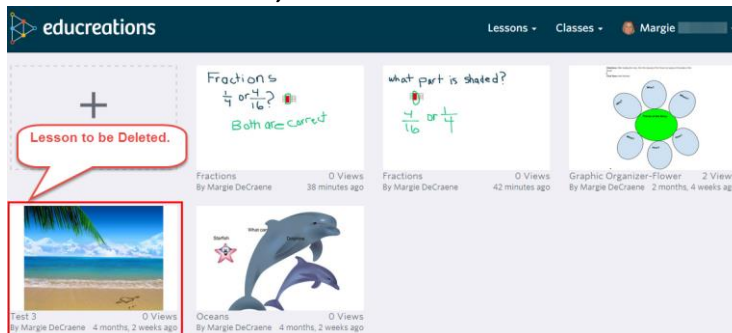 educreations
Lessons
Classes
Margie
Lesson to be Deleted.
Fractions
1/4 or 4/16?
Both are correct
Fractions 0 Views
By Margie DeCraene 38 minutes ago
what part is shaded?
4/16 or 1/4
Fractions 0 Views
By Margie DeCraene 42 minutes ago
Graphic Organizer-Flower 2 View
By Margie DeCraene 2 months, 4 weeks ag
Test 3 0 Views
By Margie DeCraene 4 months, 2 weeks ago
Starfish
What can
Dolphins
Oceans 0 Views
By Margie DeCraene 4 months, 2 weeks ago